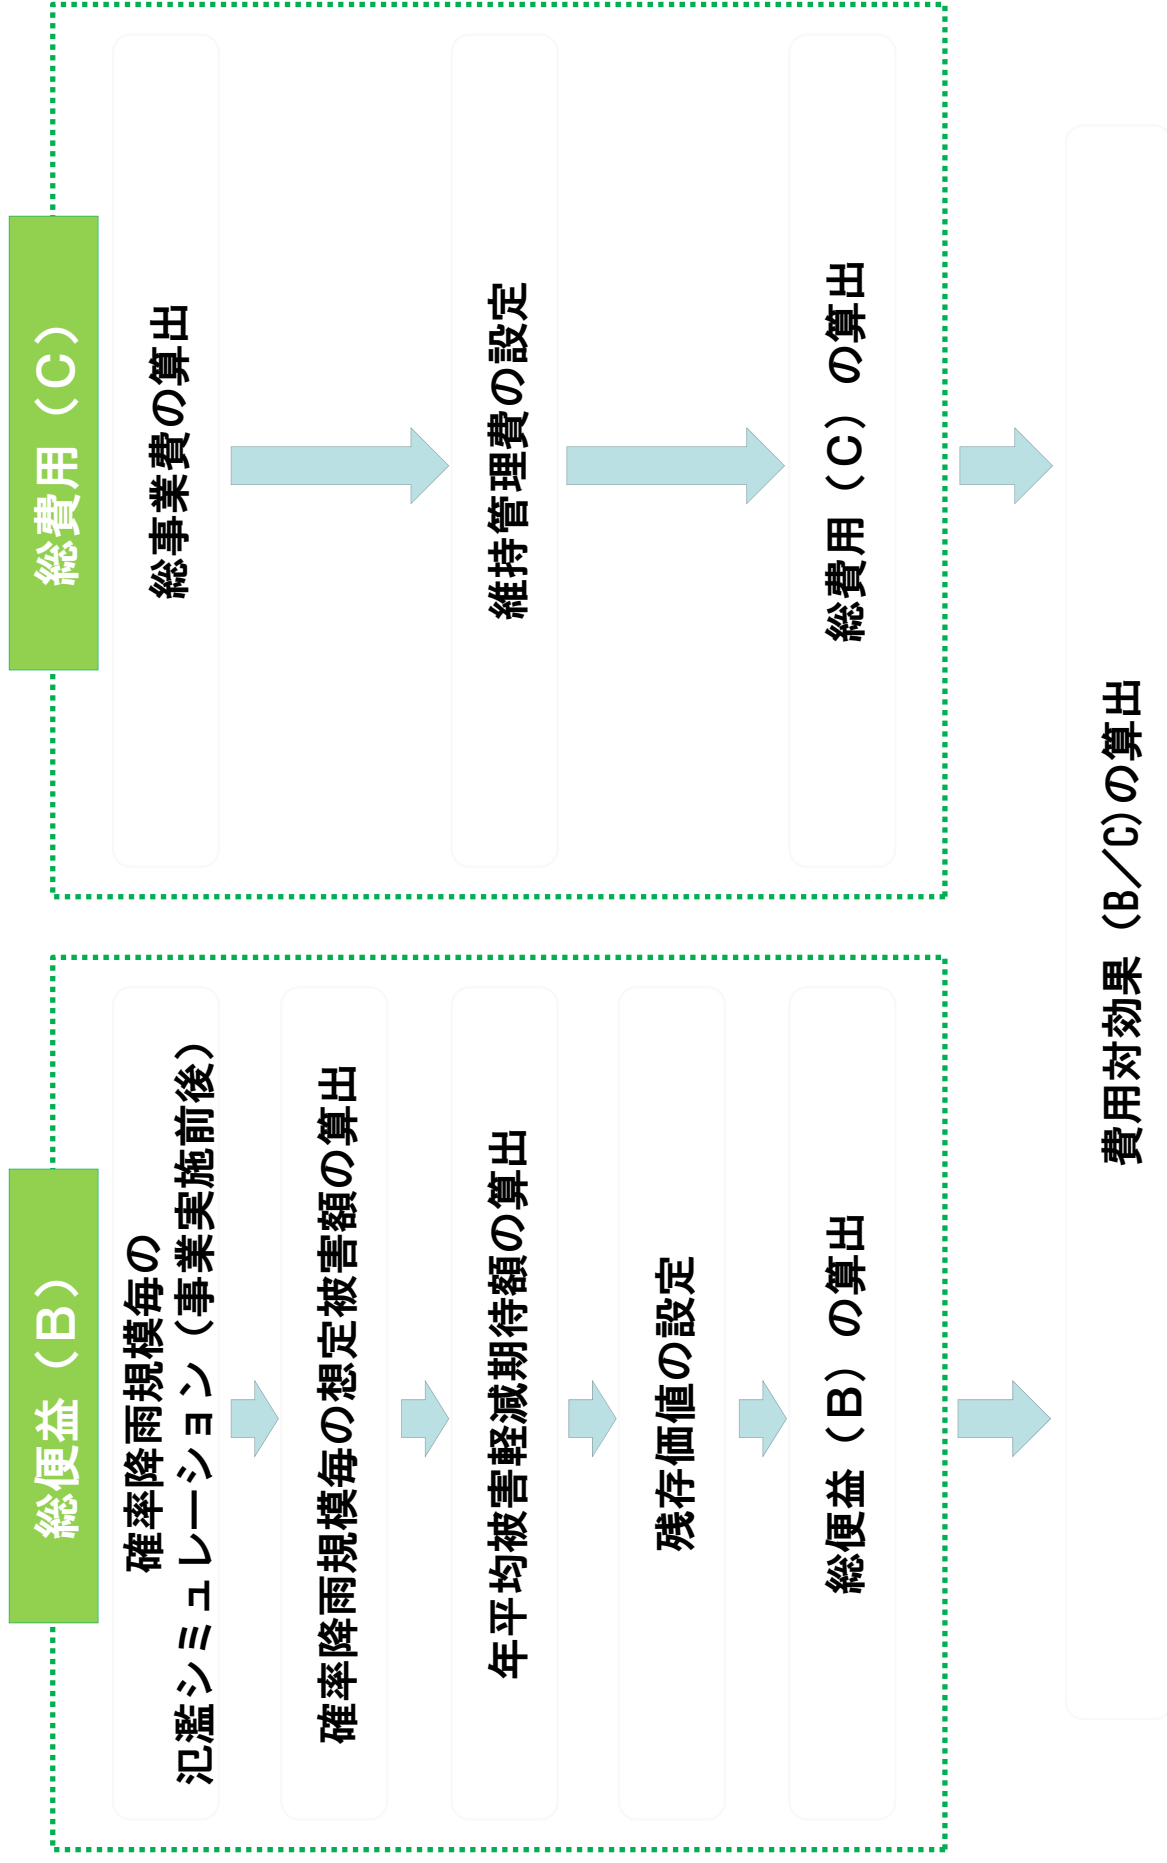 総便益（Ｂ）
確率降雨規模毎の
氾濫シミュレーション（事業実施前後）
確率降雨規模毎の想定被害額の算出
年平均被害軽減期待額の算出
残存価値の設定
総便益（Ｂ）の算出
総費用（Ｃ）
総事業費の算出
維持管理費の設定
総費用（Ｃ）の算出
費用対効果（B／C)の算出